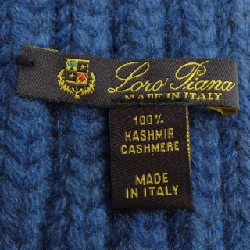 Loro Piana
MADE IN ITALY
100%
KASHMIR
CASHMERE
MADE
IN ITALY